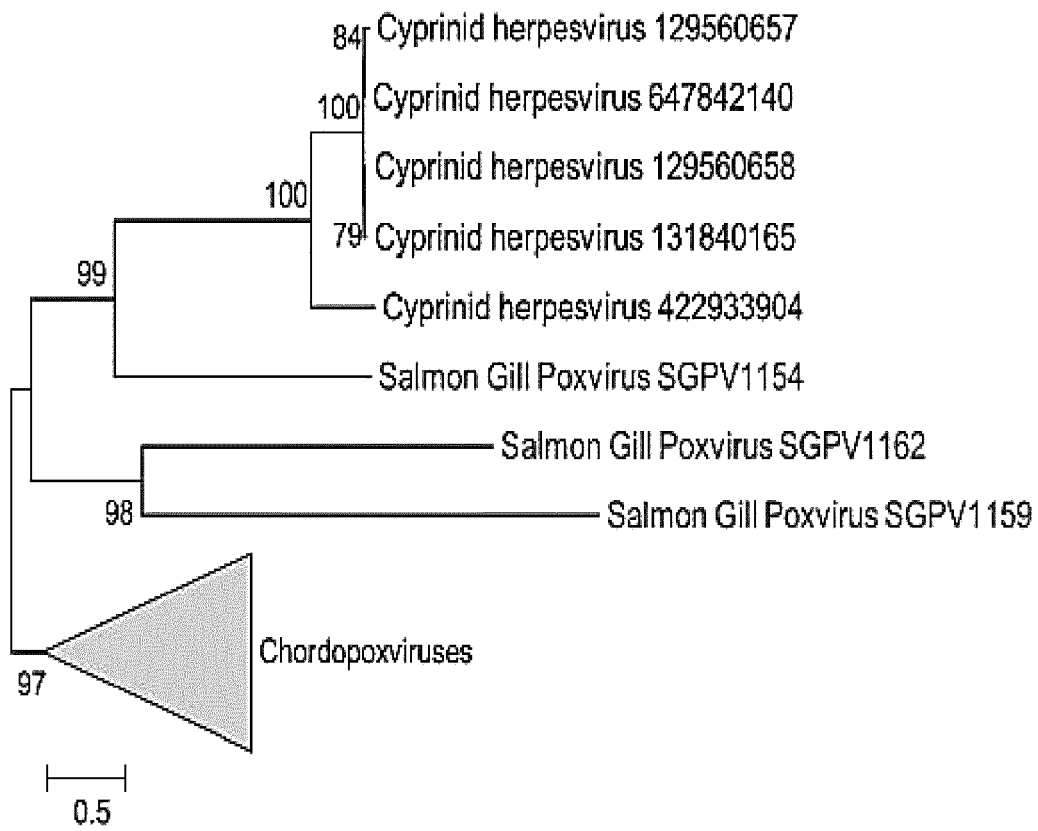 84 Cyprinid herpesvirus 129560657
100 Cyprinid herpesvirus 647842140
Cyprinid herpesvirus 129560658
100
79 Cyprinid herpesvirus 131840165
99
Cyprinid herpesvirus 422933904
Salmon Gill Poxvirus SGPV1154
Salmon Gill Poxvirus SGPV1162
98
Salmon Gill Poxvirus SGPV1159
Chordopoxviruses
97
0.5